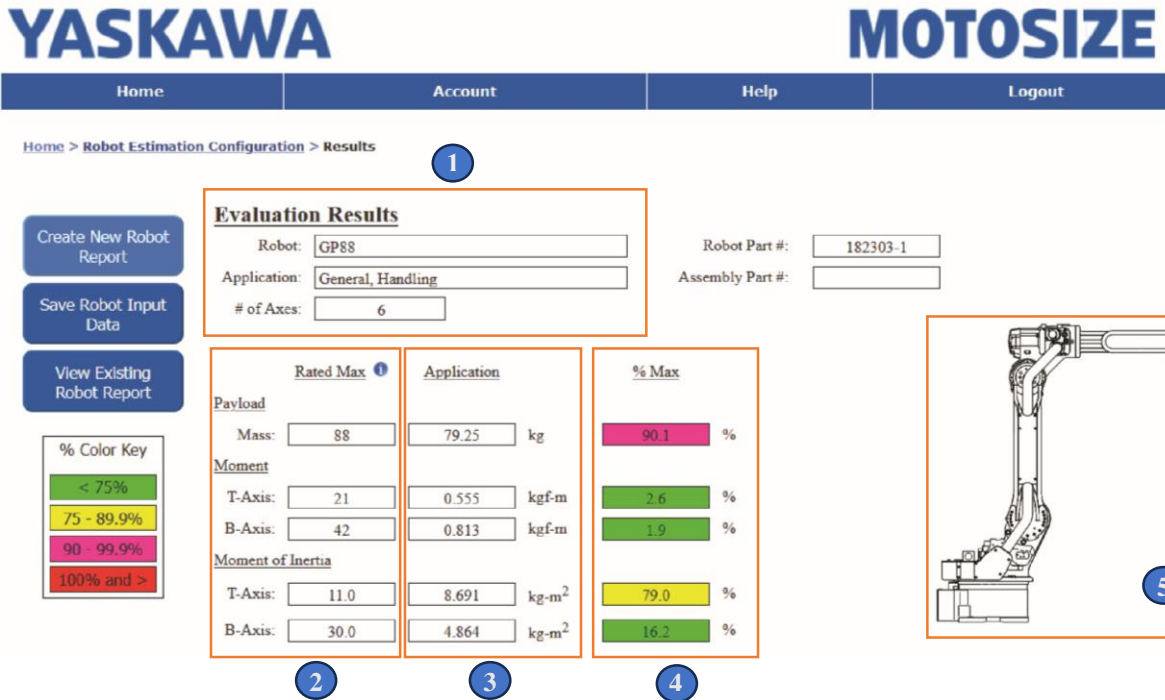 YASKAWA MOTOSIZE
Home Account Help Logout
Home > Robot Estimation Configuration > Results
1
Evaluation Results
Create New Robot
Report
Robot: GP88 Robot Part #: 182303-1
Application: General, Handling Assembly Part #:
Save Robot Input
Data
# of Axes: 6
View Existing
Robot Report
Rated Max Application % Max
Payload
% Color Key
Mass: 88 79.25 kg 90.1 %
Moment
< 75%
T-Axis: 21 0.555 kgf-m 2.6 %
75 - 89.9%
B-Axis: 42 0.813 kgf-m 1.9 %
90 - 99.9%
Moment of Inertia
100% and >
T-Axis: 11.0 8.691 kg-m² 79.0 %
B-Axis: 30.0 4.864 kg-m² 16.2 %
5
2 3 4